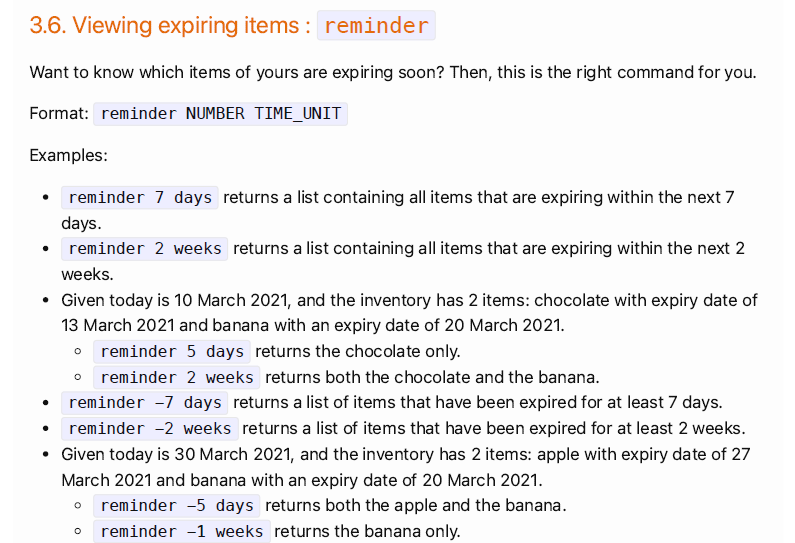 3.6. Viewing expiring items : reminder
Want to know which items of yours are expiring soon? Then, this is the right command for you.
Format: reminder NUMBER TIME_UNIT
Examples:
• reminder 7 days returns a list containing all items that are expiring within the next 7
days.
• reminder 2 weeks returns a list containing all items that are expiring within the next 2
weeks.
• Given today is 10 March 2021, and the inventory has 2 items: chocolate with expiry date of
13 March 2021 and banana with an expiry date of 20 March 2021.
◦ reminder 5 days returns the chocolate only.
◦ reminder 2 weeks returns both the chocolate and the banana.
• reminder −7 days returns a list of items that have been expired for at least 7 days.
• reminder −2 weeks returns a list of items that have been expired for at least 2 weeks.
• Given today is 30 March 2021, and the inventory has 2 items: apple with expiry date of 27
March 2021 and banana with an expiry date of 20 March 2021.
◦ reminder −5 days returns both the apple and the banana.
◦ reminder −1 weeks returns the banana only.